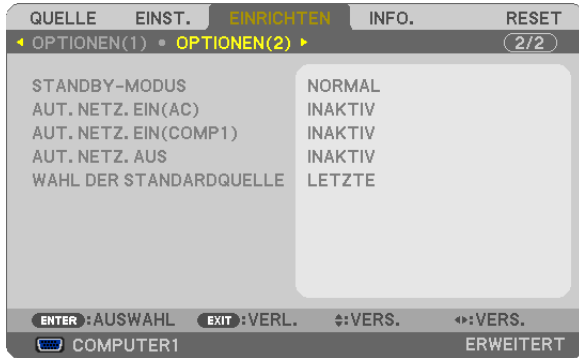 QUELLE EINST. EINRICHTEN INFO. RESET
OPTIONEN(1) • OPTIONEN(2) 2/2
STANDBY-MODUS NORMAL
AUT. NETZ. EIN(AC) INAKTIV
AUT. NETZ. EIN(COMP1) INAKTIV
AUT. NETZ. AUS INAKTIV
WAHL DER STANDARDQUELLE LETZTE
ENTER :AUSWAHL EXIT :VERL. :VERS. :VERS.
COMPUTER1 ERWEITERT